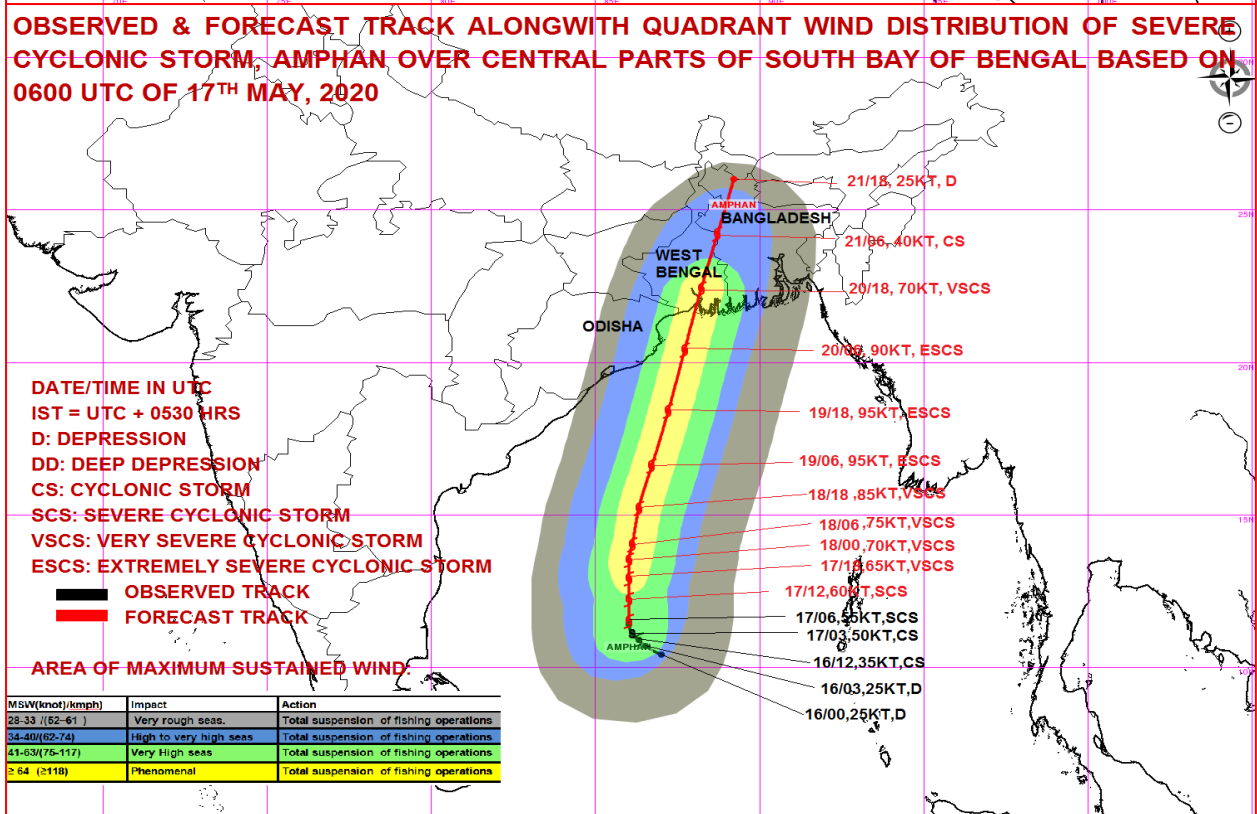 OBSERVED & FORECAST TRACK ALONGWITH QUADRANT WIND DISTRIBUTION OF SEVERE
CYCLONIC STORM, AMPHAN OVER CENTRAL PARTS OF SOUTH BAY OF BENGAL BASED ON
0600 UTC OF 17TH MAY, 2020
21/18, 25KT, D
AMPHAN
BANGLADESH
25N
21/06, 40KT, CS
WEST
BENGAL
20/18, 70KT, VSCS
ODISHA
20/06, 90KT, ESCS
20N
DATE/TIME IN UTC
IST = UTC + 0530 HRS
D: DEPRESSION
DD: DEEP DEPRESSION
CS: CYCLONIC STORM
SCS: SEVERE CYCLONIC STORM
VSCS: VERY SEVERE CYCLONIC STORM
ESCS: EXTREMELY SEVERE CYCLONIC STORM
OBSERVED TRACK
FORECAST TRACK
19/18, 95KT, ESCS
19/06, 95KT, ESCS
18/18 ,85KT,VSCS
15N
18/06 ,75KT,VSCS
18/00 ,70KT,VSCS
17/18,65KT,VSCS
17/12,60KT,SCS
17/06,55KT,SCS
17/03,50KT,CS
AMPHAN
16/12,35KT,CS
10N
16/03,25KT,D
16/00,25KT,D
AREA OF MAXIMUM SUSTAINED WIND:
MSW(knot)/kmph) Impact Action
28-33 /(52-61 ) Very rough seas. Total suspension of fishing operations
34-40/(62-74) High to very high seas Total suspension of fishing operations
41-63/(75-117) Very High seas Total suspension of fishing operations
≥ 64 (≥118) Phenomenal Total suspension of fishing operations